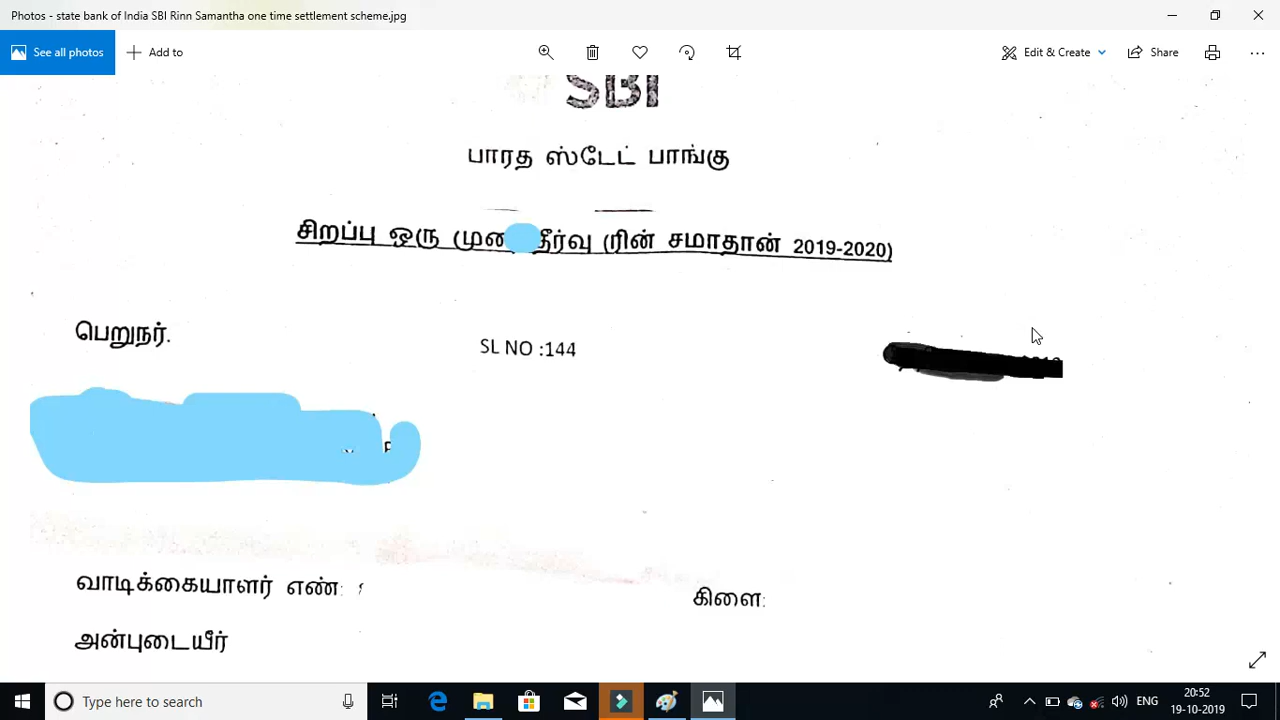 Photos - state bank of India SBI Rinn Samantha one time settlement scheme.jpg
See all photos
Add to
Edit & Create
Share
SBI
பாரத ஸ்டேட் பாங்கு
சிறப்பு ஒரு தீர்வு (ரின் சமாதான் 2019-2020)
பெறுநர்.
SL NO :144
வாடிக்கையாளர் எண்:
கிளை:
அன்புடையீர்
Type here to search
ENG
20:52
19-10-2019